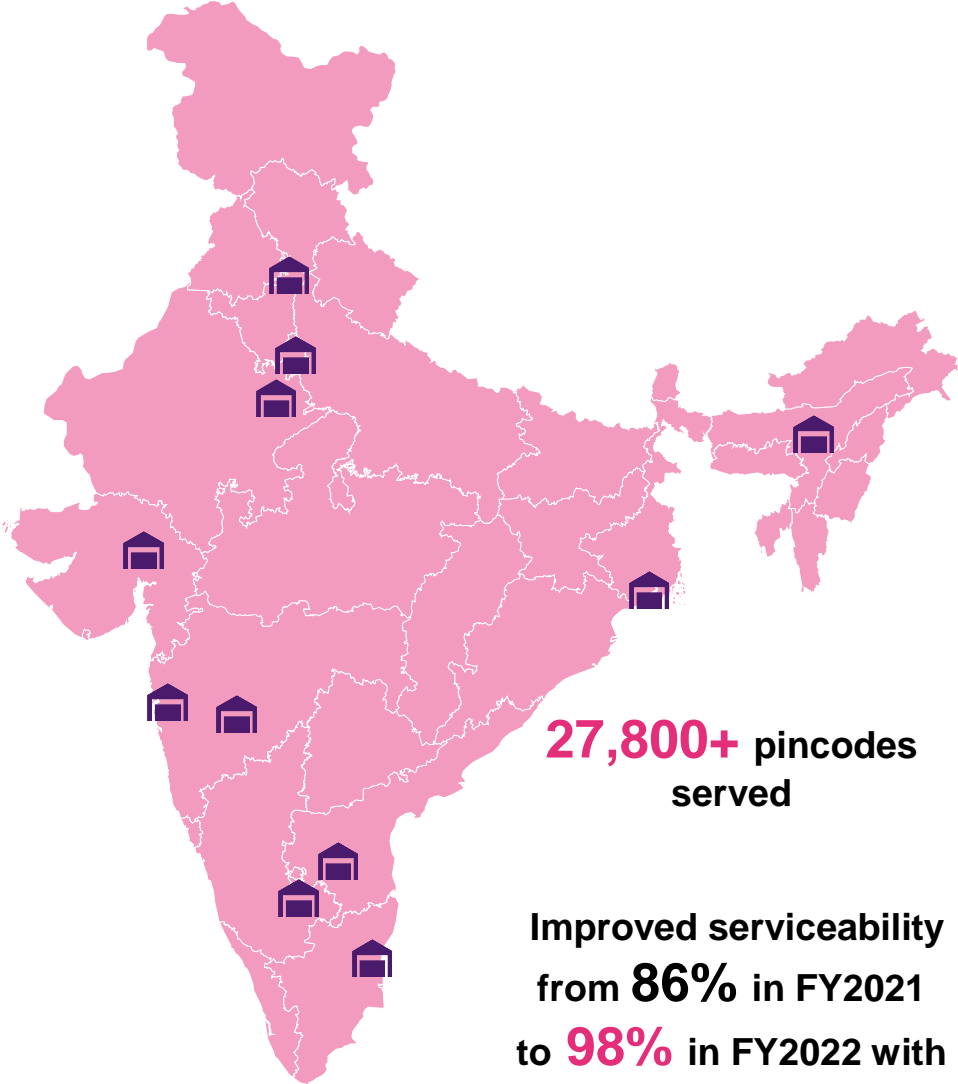 27,800+ pincodes
served
Improved serviceability
from 86% in FY2021
to 98% in FY2022 with